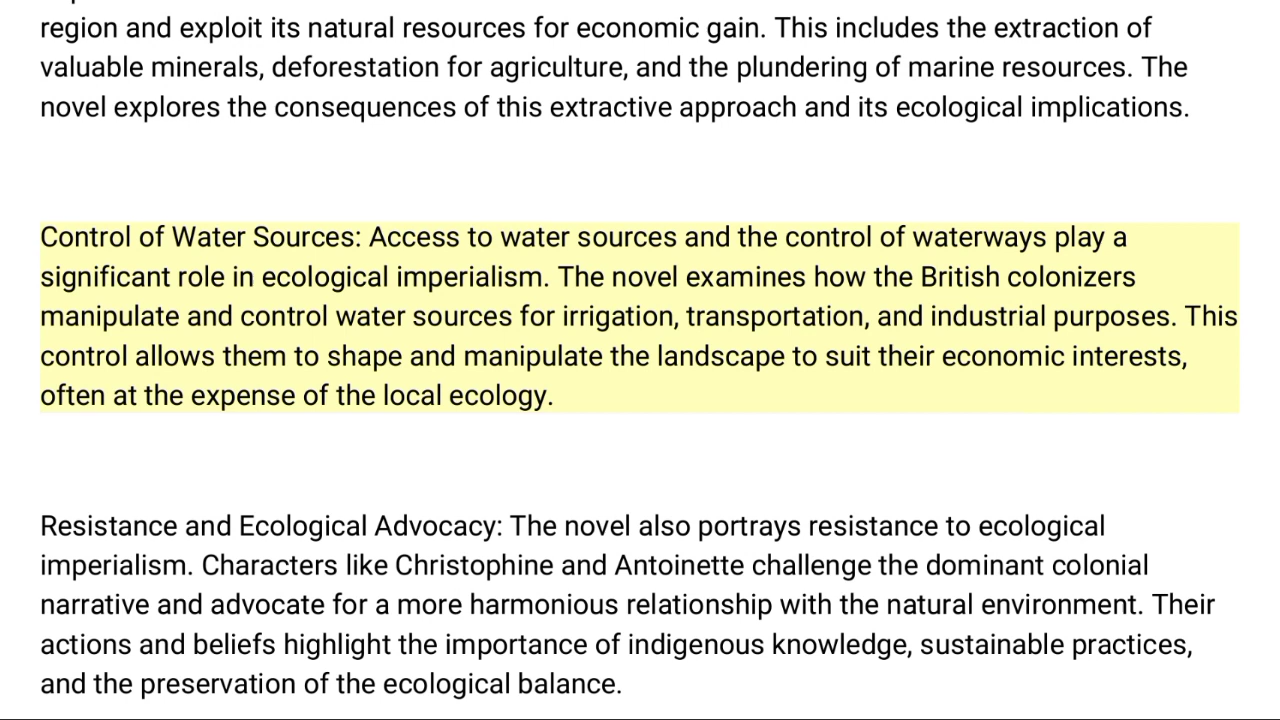 region and exploit its natural resources for economic gain. This includes the extraction of
valuable minerals, deforestation for agriculture, and the plundering of marine resources. The
novel explores the consequences of this extractive approach and its ecological implications.
Control of Water Sources: Access to water sources and the control of waterways play a
significant role in ecological imperialism. The novel examines how the British colonizers
manipulate and control water sources for irrigation, transportation, and industrial purposes. This
control allows them to shape and manipulate the landscape to suit their economic interests,
often at the expense of the local ecology.
Resistance and Ecological Advocacy: The novel also portrays resistance to ecological
imperialism. Characters like Christophine and Antoinette challenge the dominant colonial
narrative and advocate for a more harmonious relationship with the natural environment. Their
actions and beliefs highlight the importance of indigenous knowledge, sustainable practices,
and the preservation of the ecological balance.